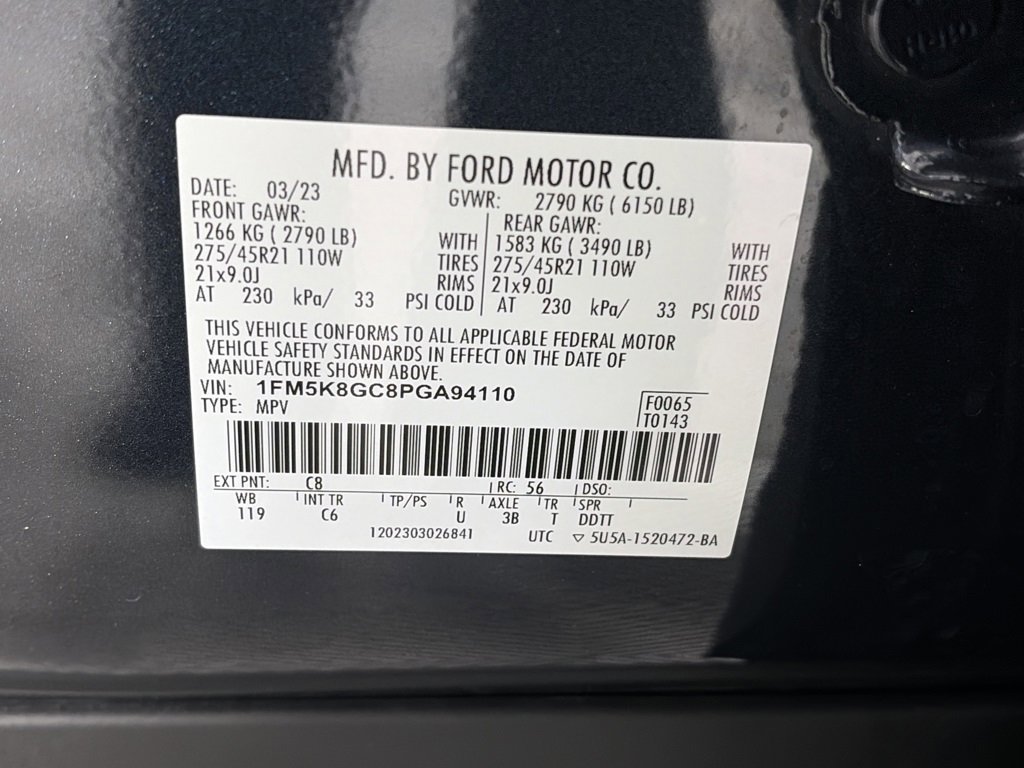 MFD. BY FORD MOTOR CO.
DATE: 03/23 GVWR: 2790 KG ( 6150 LB)
FRONT GAWR: REAR GAWR:
1266 KG ( 2790 LB) WITH 1583 KG ( 3490 LB) WITH
275/45R21 110W TIRES 275/45R21 110W TIRES
21x9.0J RIMS 21x9.0J RIMS
AT 230 kPa/ 33 PSI COLD AT 230 kPa/ 33 PSI COLD
THIS VEHICLE CONFORMS TO ALL APPLICABLE FEDERAL MOTOR
VEHICLE SAFETY STANDARDS IN EFFECT ON THE DATE OF
MANUFACTURE SHOWN ABOVE.
VIN: 1FM5K8GC8PGA94110
TYPE: MPV
F0065
T0143
EXT PNT: C8 RC: 56 DSO:
WB INT TR TP/PS R AXLE TR SPR
119 C6 U 3B T DDTT
1202303026841 UTC ▽ 5U5A-1520472-BA